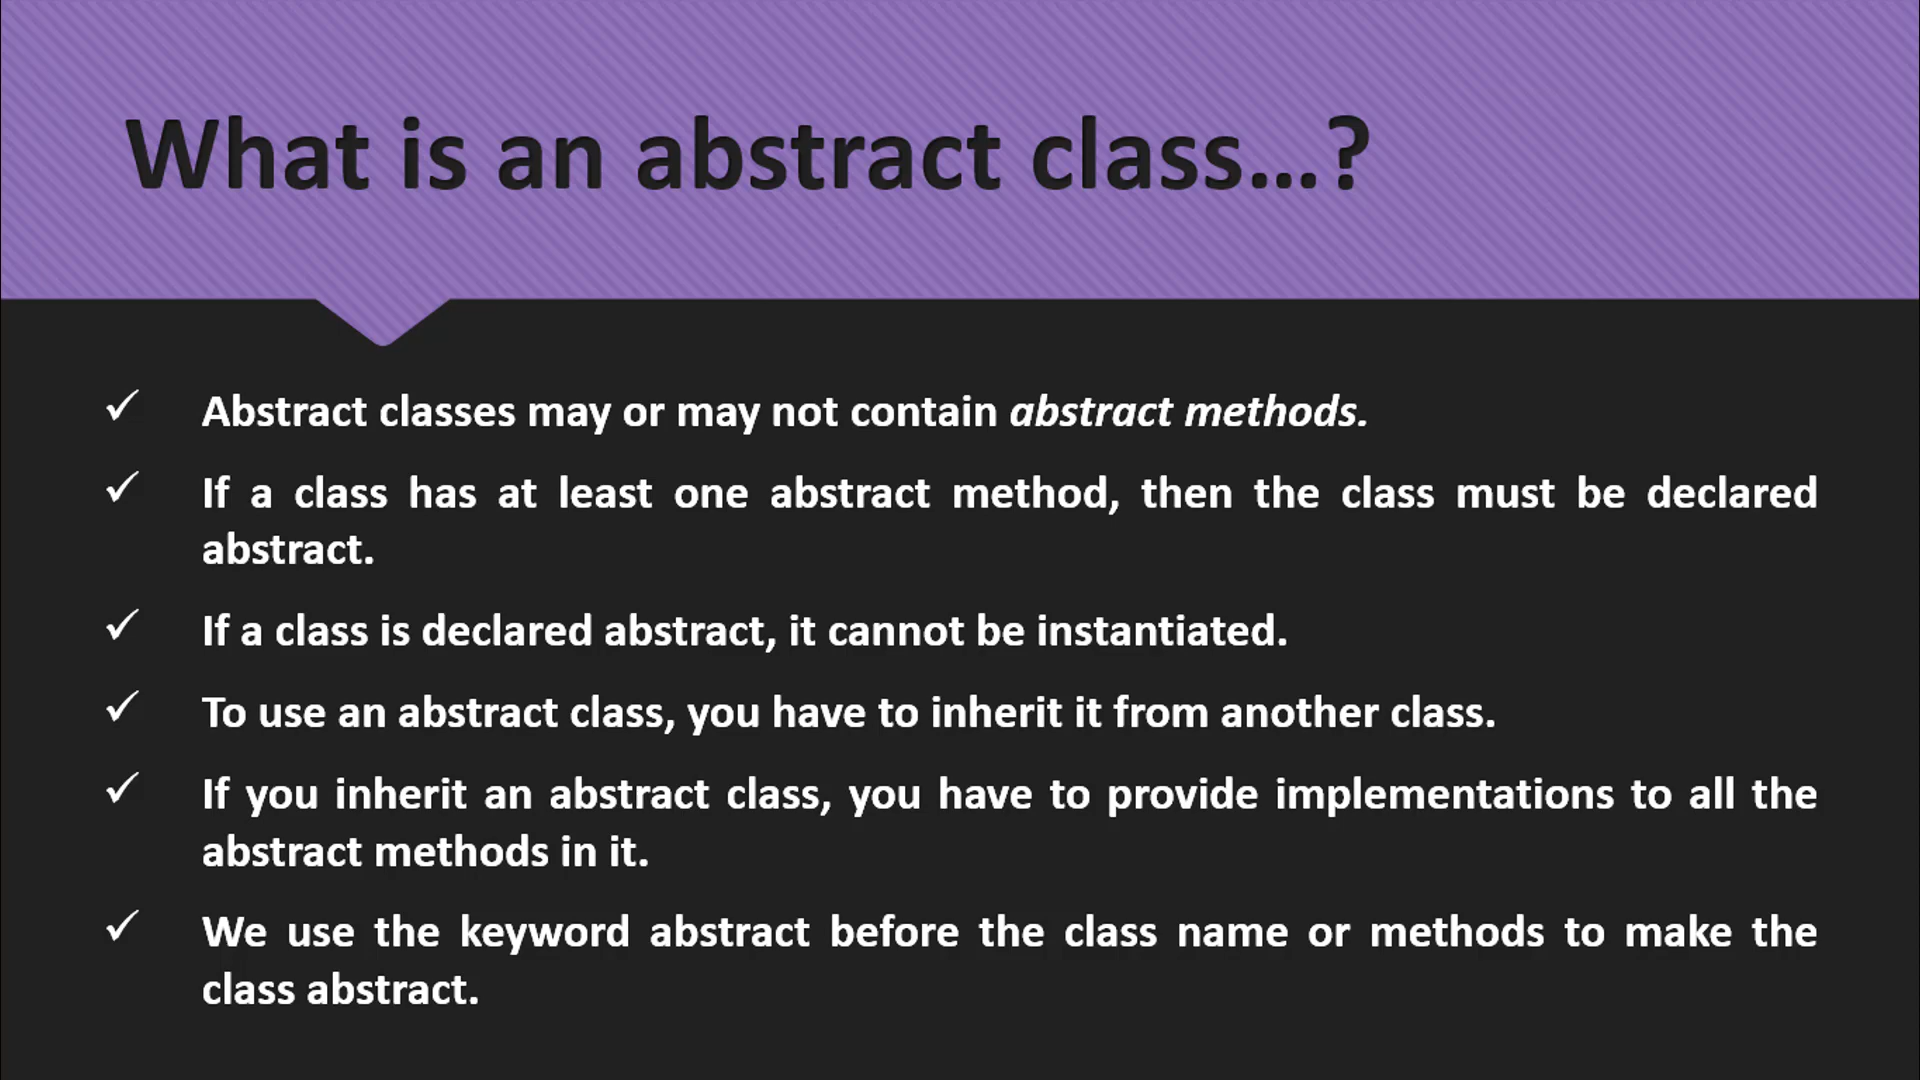 What is an abstract class...?
✓ Abstract classes may or may not contain abstract methods.
✓ If a class has at least one abstract method, then the class must be declared
abstract.
✓ If a class is declared abstract, it cannot be instantiated.
✓ To use an abstract class, you have to inherit it from another class.
✓ If you inherit an abstract class, you have to provide implementations to all the
abstract methods in it.
✓ We use the keyword abstract before the class name or methods to make the
class abstract.